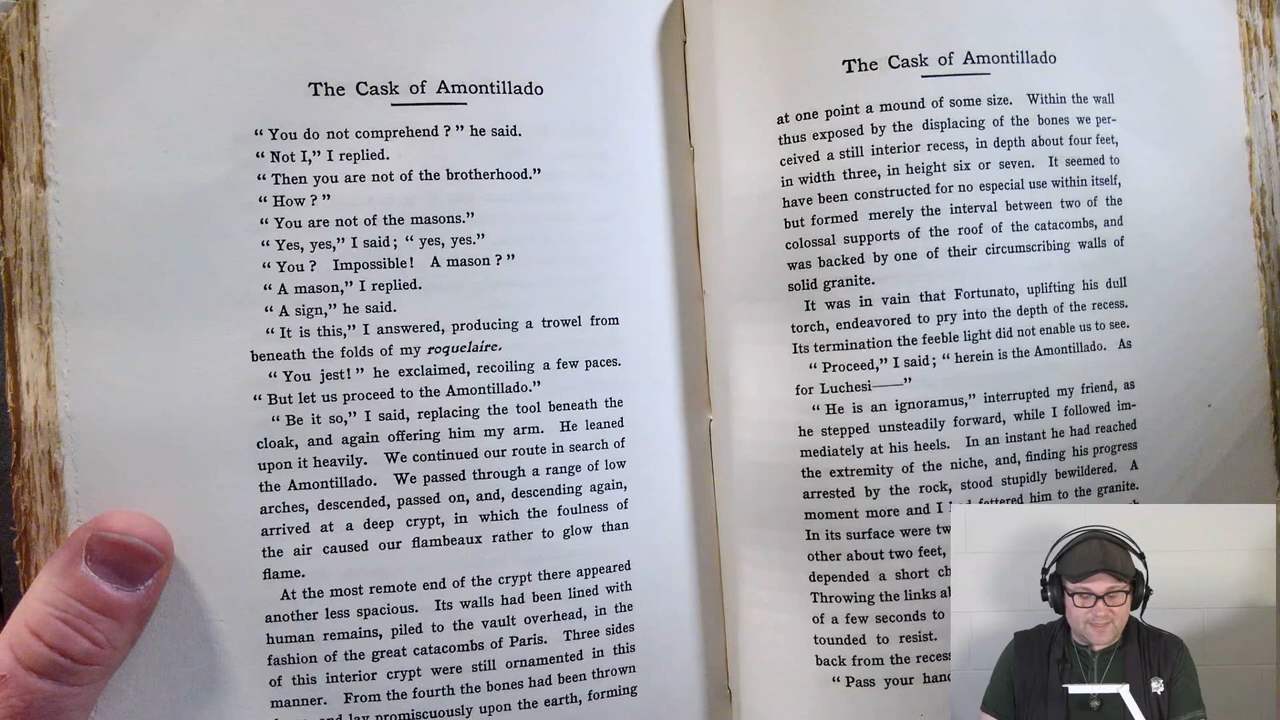 The Cask of Amontillado
“ You do not comprehend ? ” he said.
“ Not I,” I replied.
“ Then you are not of the brotherhood.”
“ How ? ”
“ You are not of the masons.”
“ Yes, yes,” I said ; “ yes, yes.”
“ You ? Impossible ! A mason ? ”
“ A mason,” I replied.
“ A sign,” he said.
“ It is this,” I answered, producing a trowel from
beneath the folds of my roquelaire.
“ You jest! ” he exclaimed, recoiling a few paces.
“ But let us proceed to the Amontillado.”
“ Be it so,” I said, replacing the tool beneath the
cloak, and again offering him my arm. He leaned
upon it heavily. We continued our route in search of
the Amontillado. We passed through a range of low
arches, descended, passed on, and, descending again,
arrived at a deep crypt, in which the foulness of
the air caused our flambeaux rather to glow than
flame.
At the most remote end of the crypt there appeared
another less spacious. Its walls had been lined with
human remains, piled to the vault overhead, in the
fashion of the great catacombs of Paris. Three sides
of this interior crypt were still ornamented in this
manner. From the fourth the bones had been thrown
lay promiscuously upon the earth, forming
The Cask of Amontillado
at one point a mound of some size. Within the wall
thus exposed by the displacing of the bones we per-
ceived a still interior recess, in depth about four feet,
in width three, in height six or seven. It seemed to
have been constructed for no especial use within itself,
but formed merely the interval between two of the
colossal supports of the roof of the catacombs, and
was backed by one of their circumscribing walls of
solid granite.
It was in vain that Fortunato, uplifting his dull
torch, endeavored to pry into the depth of the recess.
Its termination the feeble light did not enable us to see.
“ Proceed,” I said ; “ herein is the Amontillado. As
for Luchesi——”
“ He is an ignoramus,” interrupted my friend, as
he stepped unsteadily forward, while I followed im-
mediately at his heels. In an instant he had reached
the extremity of the niche, and, finding his progress
arrested by the rock, stood stupidly bewildered. A
moment more and I had fettered him to the granite.
In its surface were
other about two feet,
depended a short
Throwing the links
of a few seconds to
tounded to resist.
back from the recess
“ Pass your